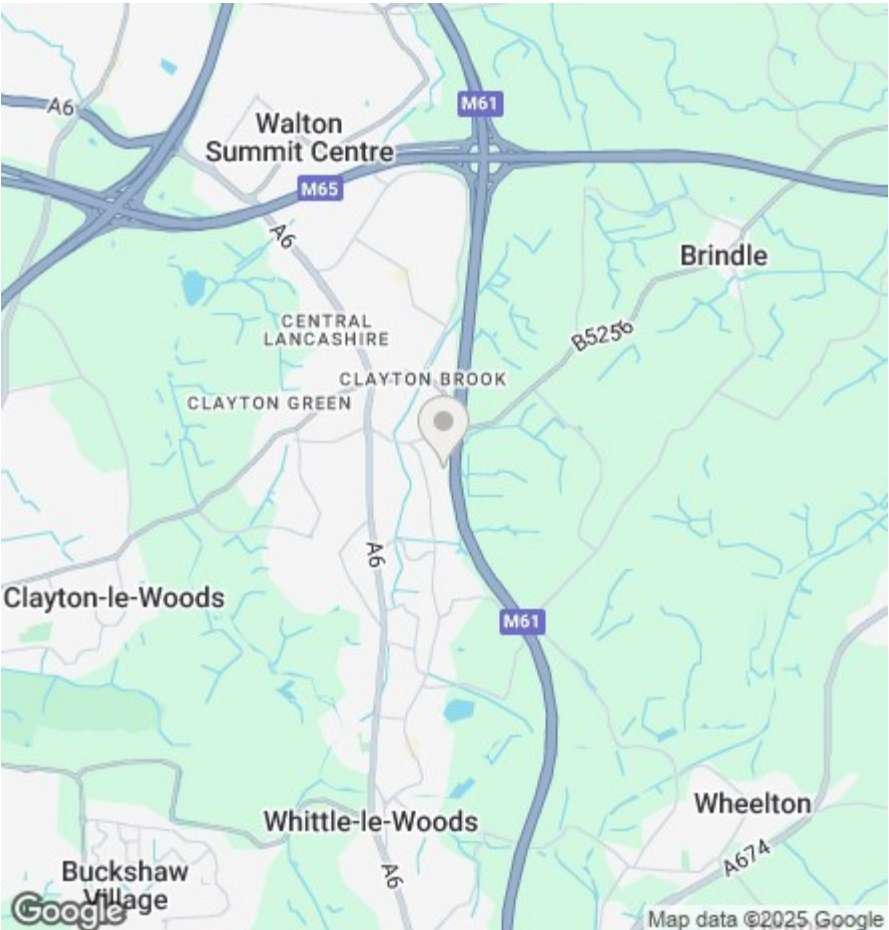 A6
M61
Walton
Summit Centre
M65
A6
Brindle
CENTRAL
LANCASHIRE
B5256
CLAYTON BROOK
CLAYTON GREEN
A6
Clayton-le-Woods
M61
Wheelton
Whittle-le-Woods
A674
Buckshaw
Village
A6
Google
Map data ©2025 Google